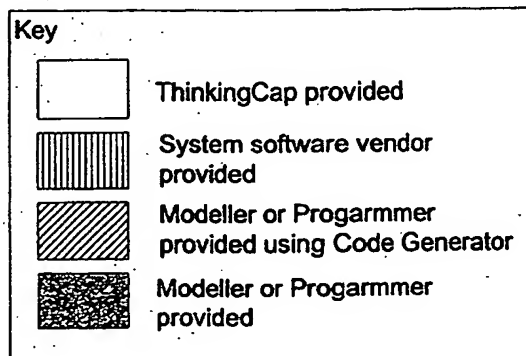 Key
ThinkingCap provided
System software vendor
provided
Modeller or Progarmmer
provided using Code Generator
Modeller or Progarmmer
provided